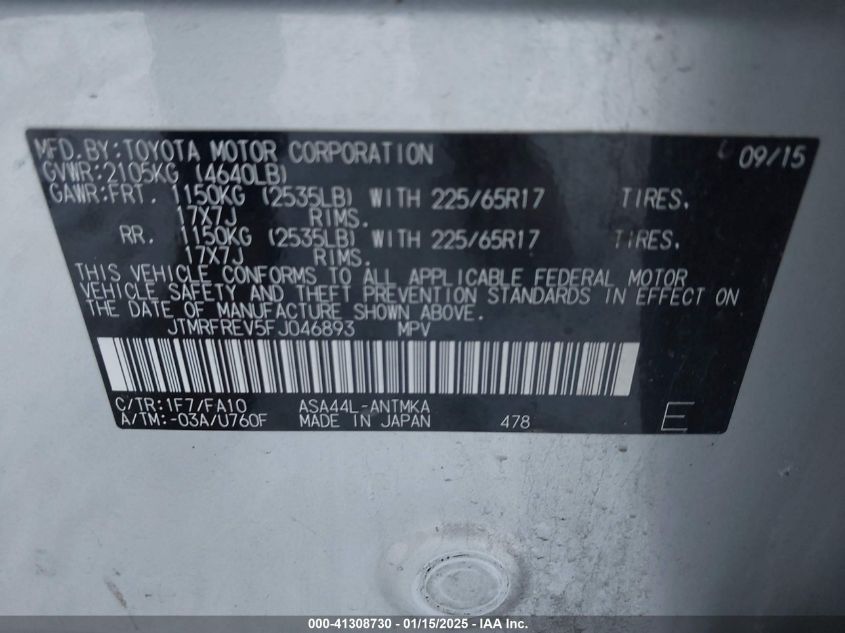 MFD.BY:TOYOTA MOTOR CORPORATION 09/15
GVWR:2105KG (4640LB)
GAWR:FRT. 1150KG (2535LB) WITH 225/65R17 TIRES,
17X7J RIMS.
RR. 1150KG (2535LB) WITH 225/65R17 TIRES,
17X7J RIMS.
THIS VEHICLE CONFORMS TO ALL APPLICABLE FEDERAL MOTOR
VEHICLE SAFETY AND THEFT PREVENTION STANDARDS IN EFFECT ON
THE DATE OF MANUFACTURE SHOWN ABOVE.
JTMRFREV5FJ046893 MPV
C/TR:1F7/FA10 ASA44L-ANTMKA
A/TM:-03A/U760F MADE IN JAPAN 478 E
000-41308730 - 01/15/2025 - IAA Inc.